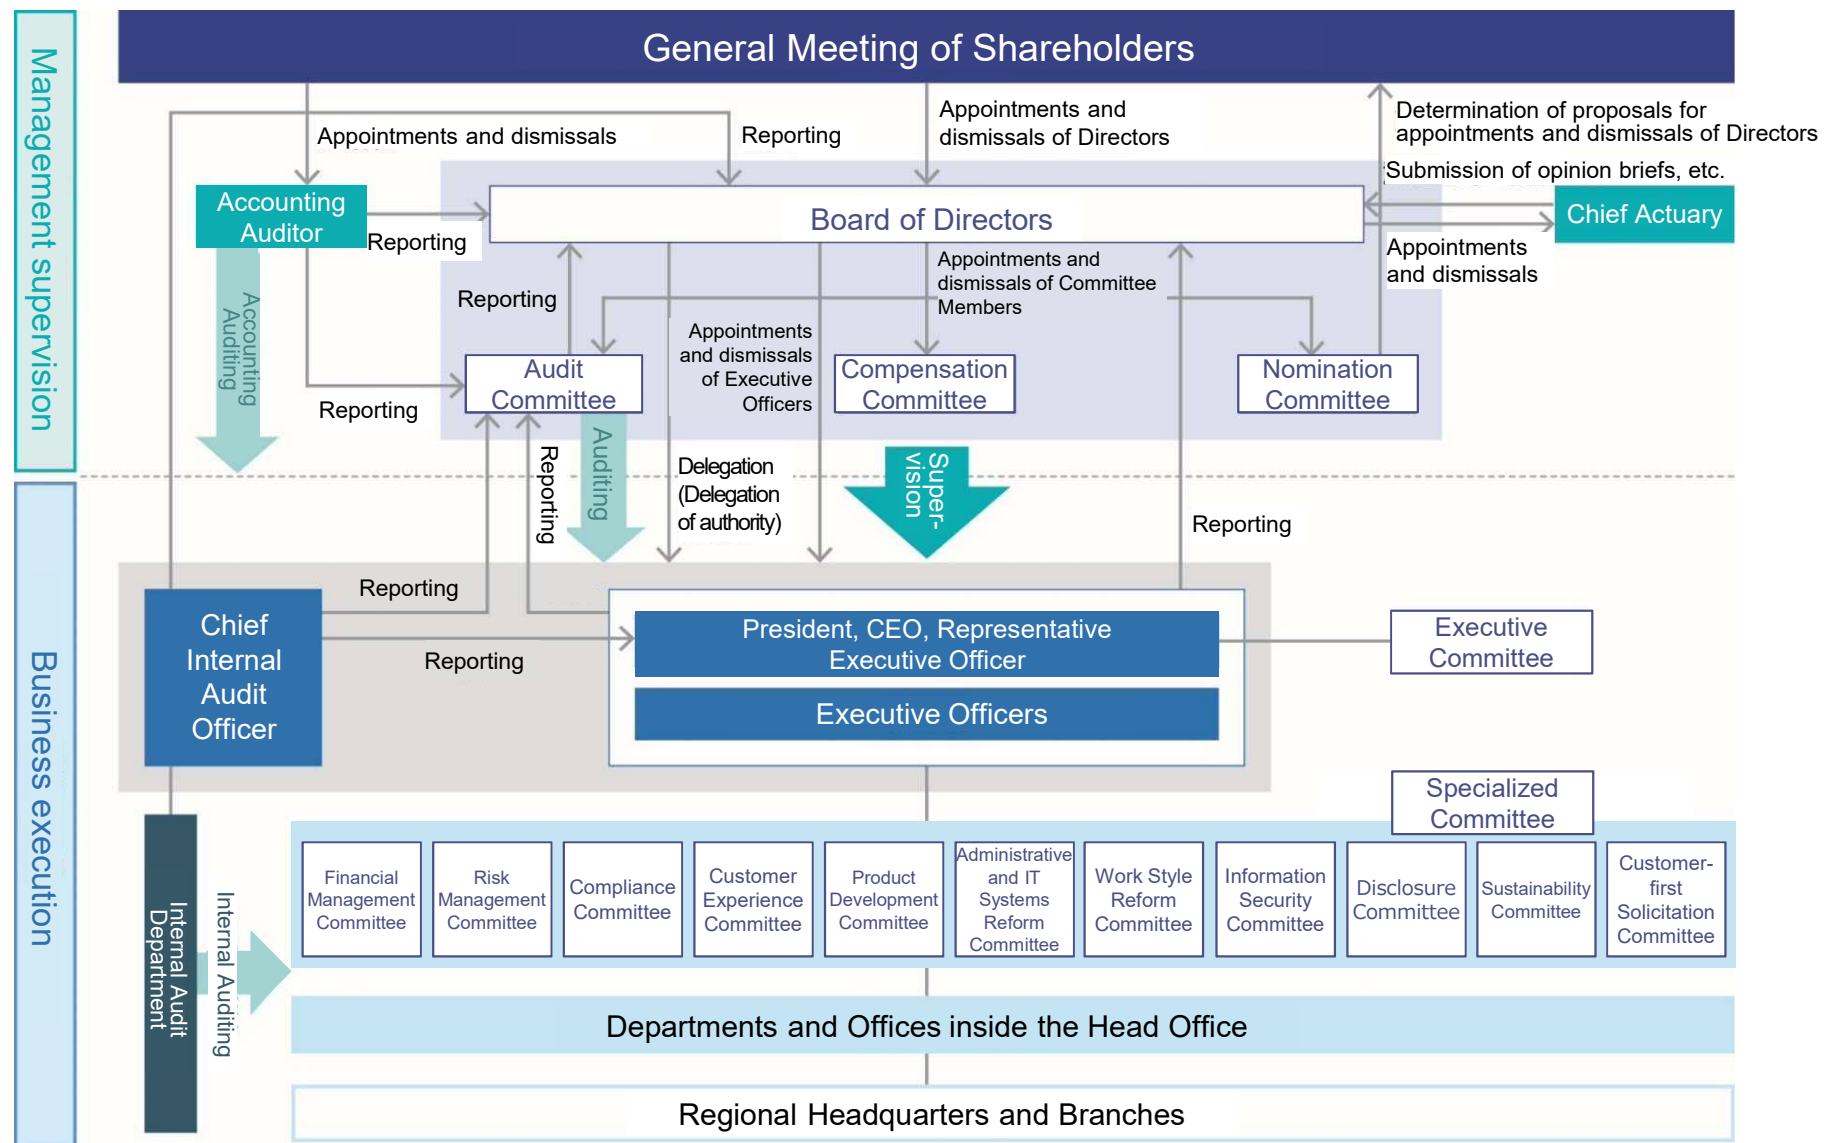 General Meeting of Shareholders
Management supervision
Appointments and dismissals
Reporting
Appointments and
dismissals of Directors
Determination of proposals for
appointments and dismissals of Directors
Submission of opinion briefs, etc.
Accounting
Auditor
Reporting
Board of Directors
Chief Actuary
Appointments
and dismissals
Accounting
Auditing
Reporting
Appointments and
dismissals of Committee
Members
Appointments
and dismissals
of Executive
Officers
Audit
Committee
Compensation
Committee
Nomination
Committee
Reporting
Reporting
Auditing
Delegation
(Delegation
of authority)
Super-
vision
Reporting
Business execution
Chief
Internal
Audit
Officer
Reporting
Reporting
President, CEO, Representative
Executive Officer
Executive Officers
Executive
Committee
Specialized
Committee
Financial
Management
Committee
Risk
Management
Committee
Compliance
Committee
Customer
Experience
Committee
Product
Development
Committee
Administrative
and IT
Systems
Reform
Committee
Work Style
Reform
Committee
Information
Security
Committee
Disclosure
Committee
Sustainability
Committee
Customer-
first
Solicitation
Committee
Internal Audit
Department
Internal Auditing
Departments and Offices inside the Head Office
Regional Headquarters and Branches